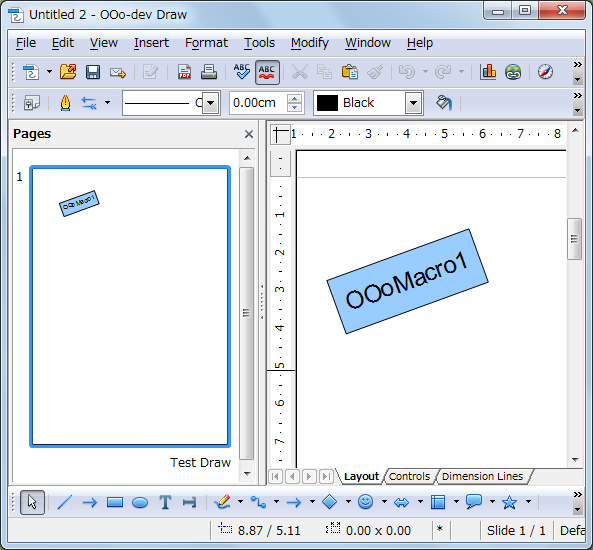 Untitled 2 - OOo-dev Draw
File Edit View Insert Format Tools Modify Window Help
ABC ABC
C 0.00cm Black
Pages
1 2 3 4 5 6 7 8
1
OOoMacro1
1
2
3
4
5
6
7
OOoMacro1
Test Draw
Layout Controls Dimension Lines
T
8.87 / 5.11 0.00 x 0.00 * Slide 1 / 1 Defa